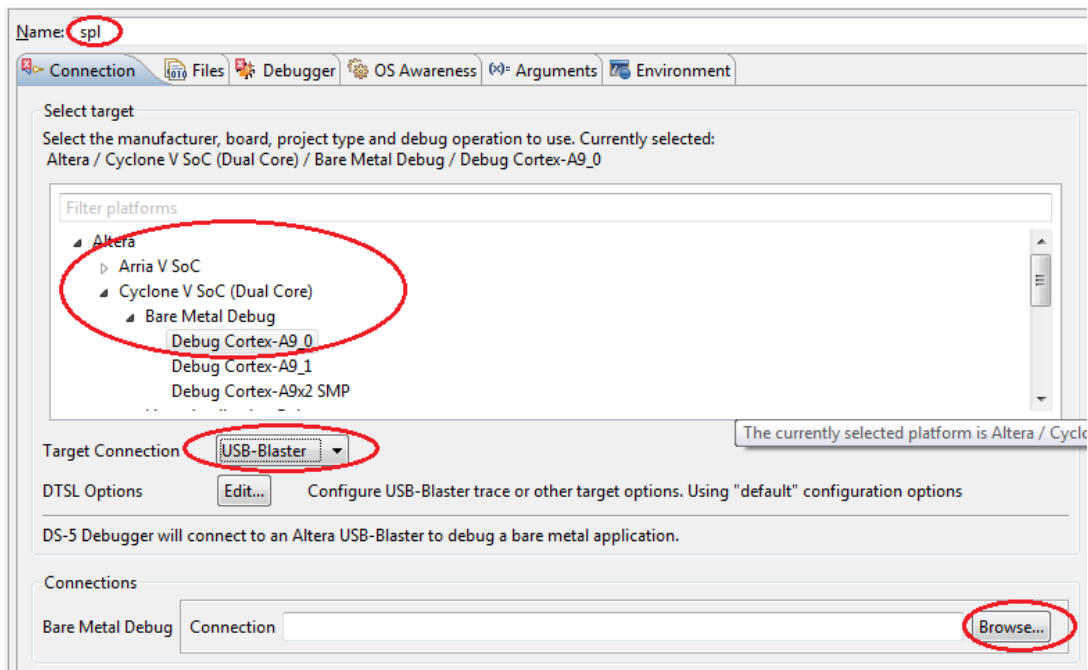 Name: spl
Connection Files Debugger OS Awareness (x)= Arguments Environment
Select target
Select the manufacturer, board, project type and debug operation to use. Currently selected:
Altera / Cyclone V SoC (Dual Core) / Bare Metal Debug / Debug Cortex-A9_0
Filter platforms
Altera
Arria V SoC
Cyclone V SoC (Dual Core)
Bare Metal Debug
Debug Cortex-A9_0
Debug Cortex-A9_1
Debug Cortex-A9x2 SMP
The currently selected platform is Altera / Cyclo
Target Connection USB-Blaster
DTSL Options Edit... Configure USB-Blaster trace or other target options. Using "default" configuration options
DS-5 Debugger will connect to an Altera USB-Blaster to debug a bare metal application.
Connections
Bare Metal Debug Connection Browse...